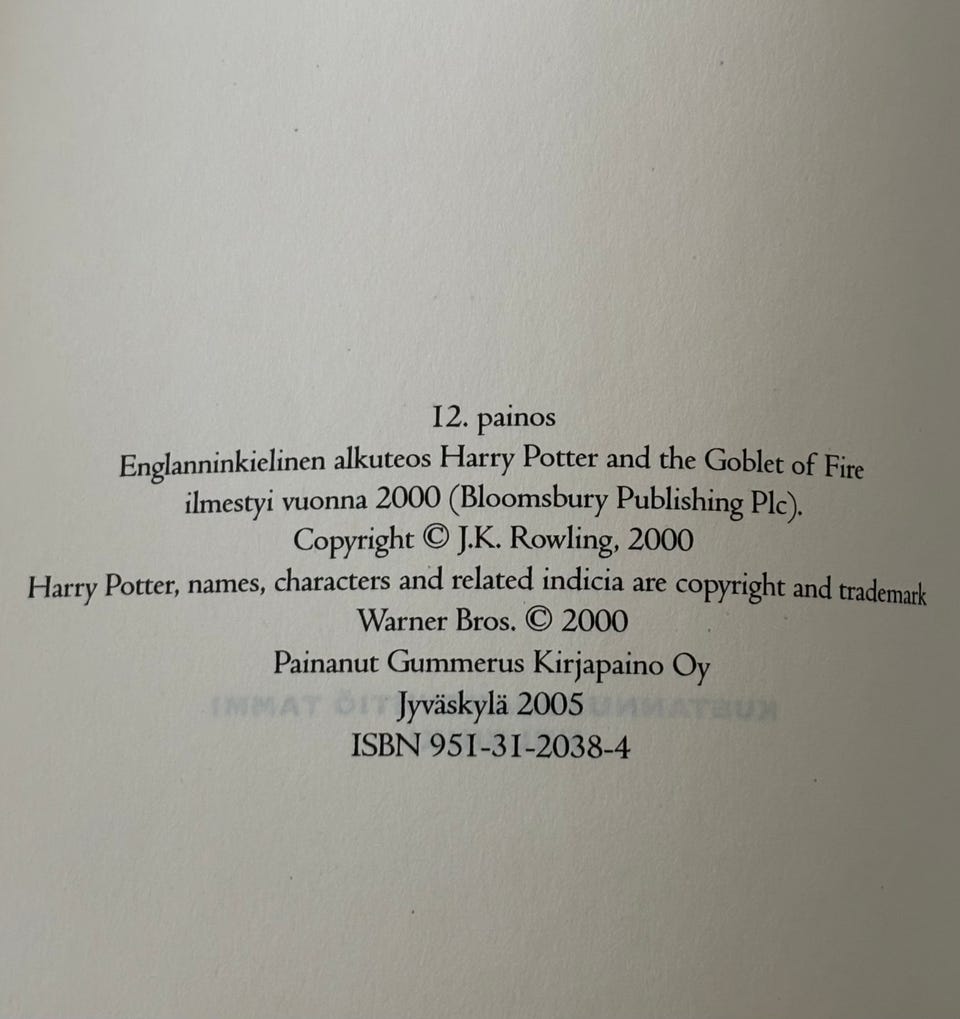 12. painos
Englanninkielinen alkuteos Harry Potter and the Goblet of Fire
ilmestyi vuonna 2000 (Bloomsbury Publishing Plc).
Copyright © J.K. Rowling, 2000
Harry Potter, names, characters and related indicia are copyright and trademark
Warner Bros. © 2000
Painanut Gummerus Kirjapaino Oy
Jyväskylä 2005
ISBN 951-31-2038-4